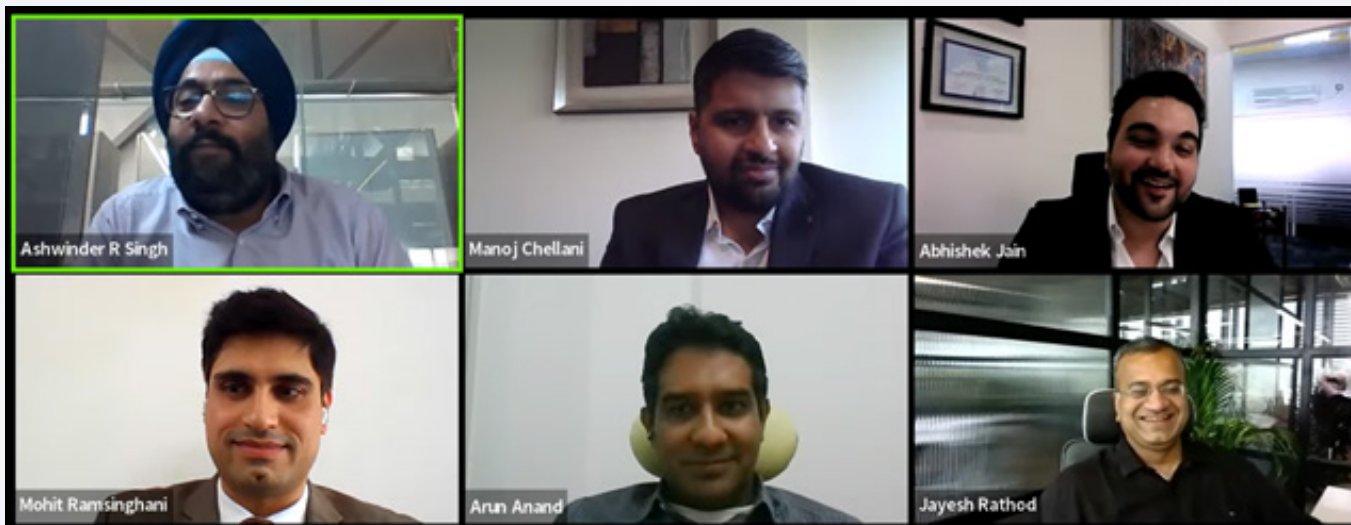 Ashwinder R Singh
Manoj Chellani
Abhishek Jain
Mohit Ramsinghani
Arun Anand
Jayesh Rathod